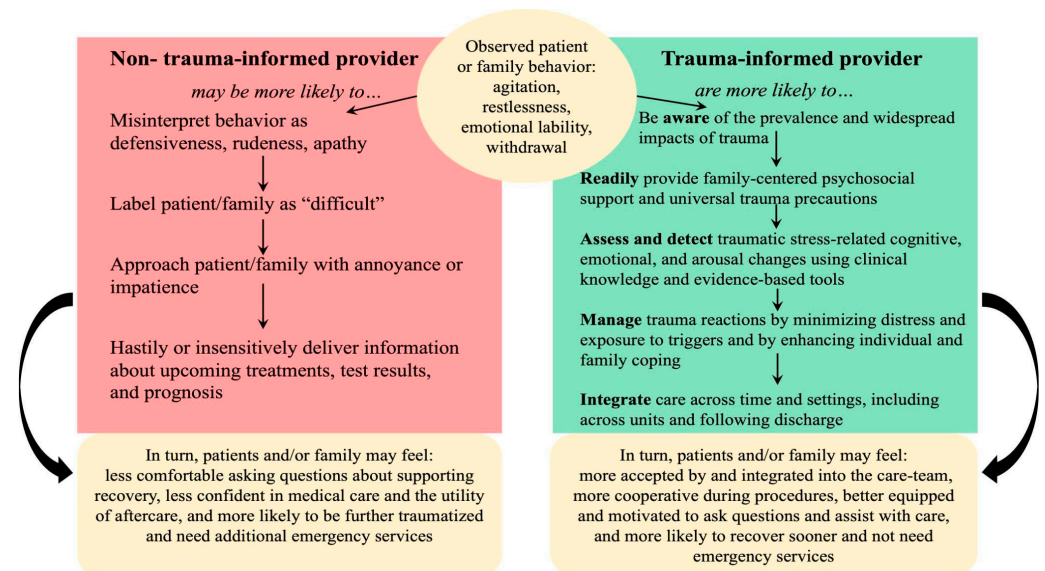 Observed patient
or family behavior:
agitation,
restlessness,
emotional lability,
withdrawal
Non- trauma-informed provider
may be more likely to…
Misinterpret behavior as
defensiveness, rudeness, apathy
Label patient/family as “difficult”
Approach patient/family with annoyance or
impatience
Hastily or insensitively deliver information
about upcoming treatments, test results,
and prognosis
In turn, patients and/or family may feel:
less comfortable asking questions about supporting
recovery, less confident in medical care and the utility
of aftercare, and more likely to be further traumatized
and need additional emergency services
Trauma-informed provider
are more likely to…
Be aware of the prevalence and widespread
impacts of trauma
Readily provide family-centered psychosocial
support and universal trauma precautions
Assess and detect traumatic stress-related cognitive,
emotional, and arousal changes using clinical
knowledge and evidence-based tools
Manage trauma reactions by minimizing distress and
exposure to triggers and by enhancing individual and
family coping
Integrate care across time and settings, including
across units and following discharge
In turn, patients and/or family may feel:
more accepted by and integrated into the care-team,
more cooperative during procedures, better equipped
and motivated to ask questions and assist with care,
and more likely to recover sooner and not need
emergency services